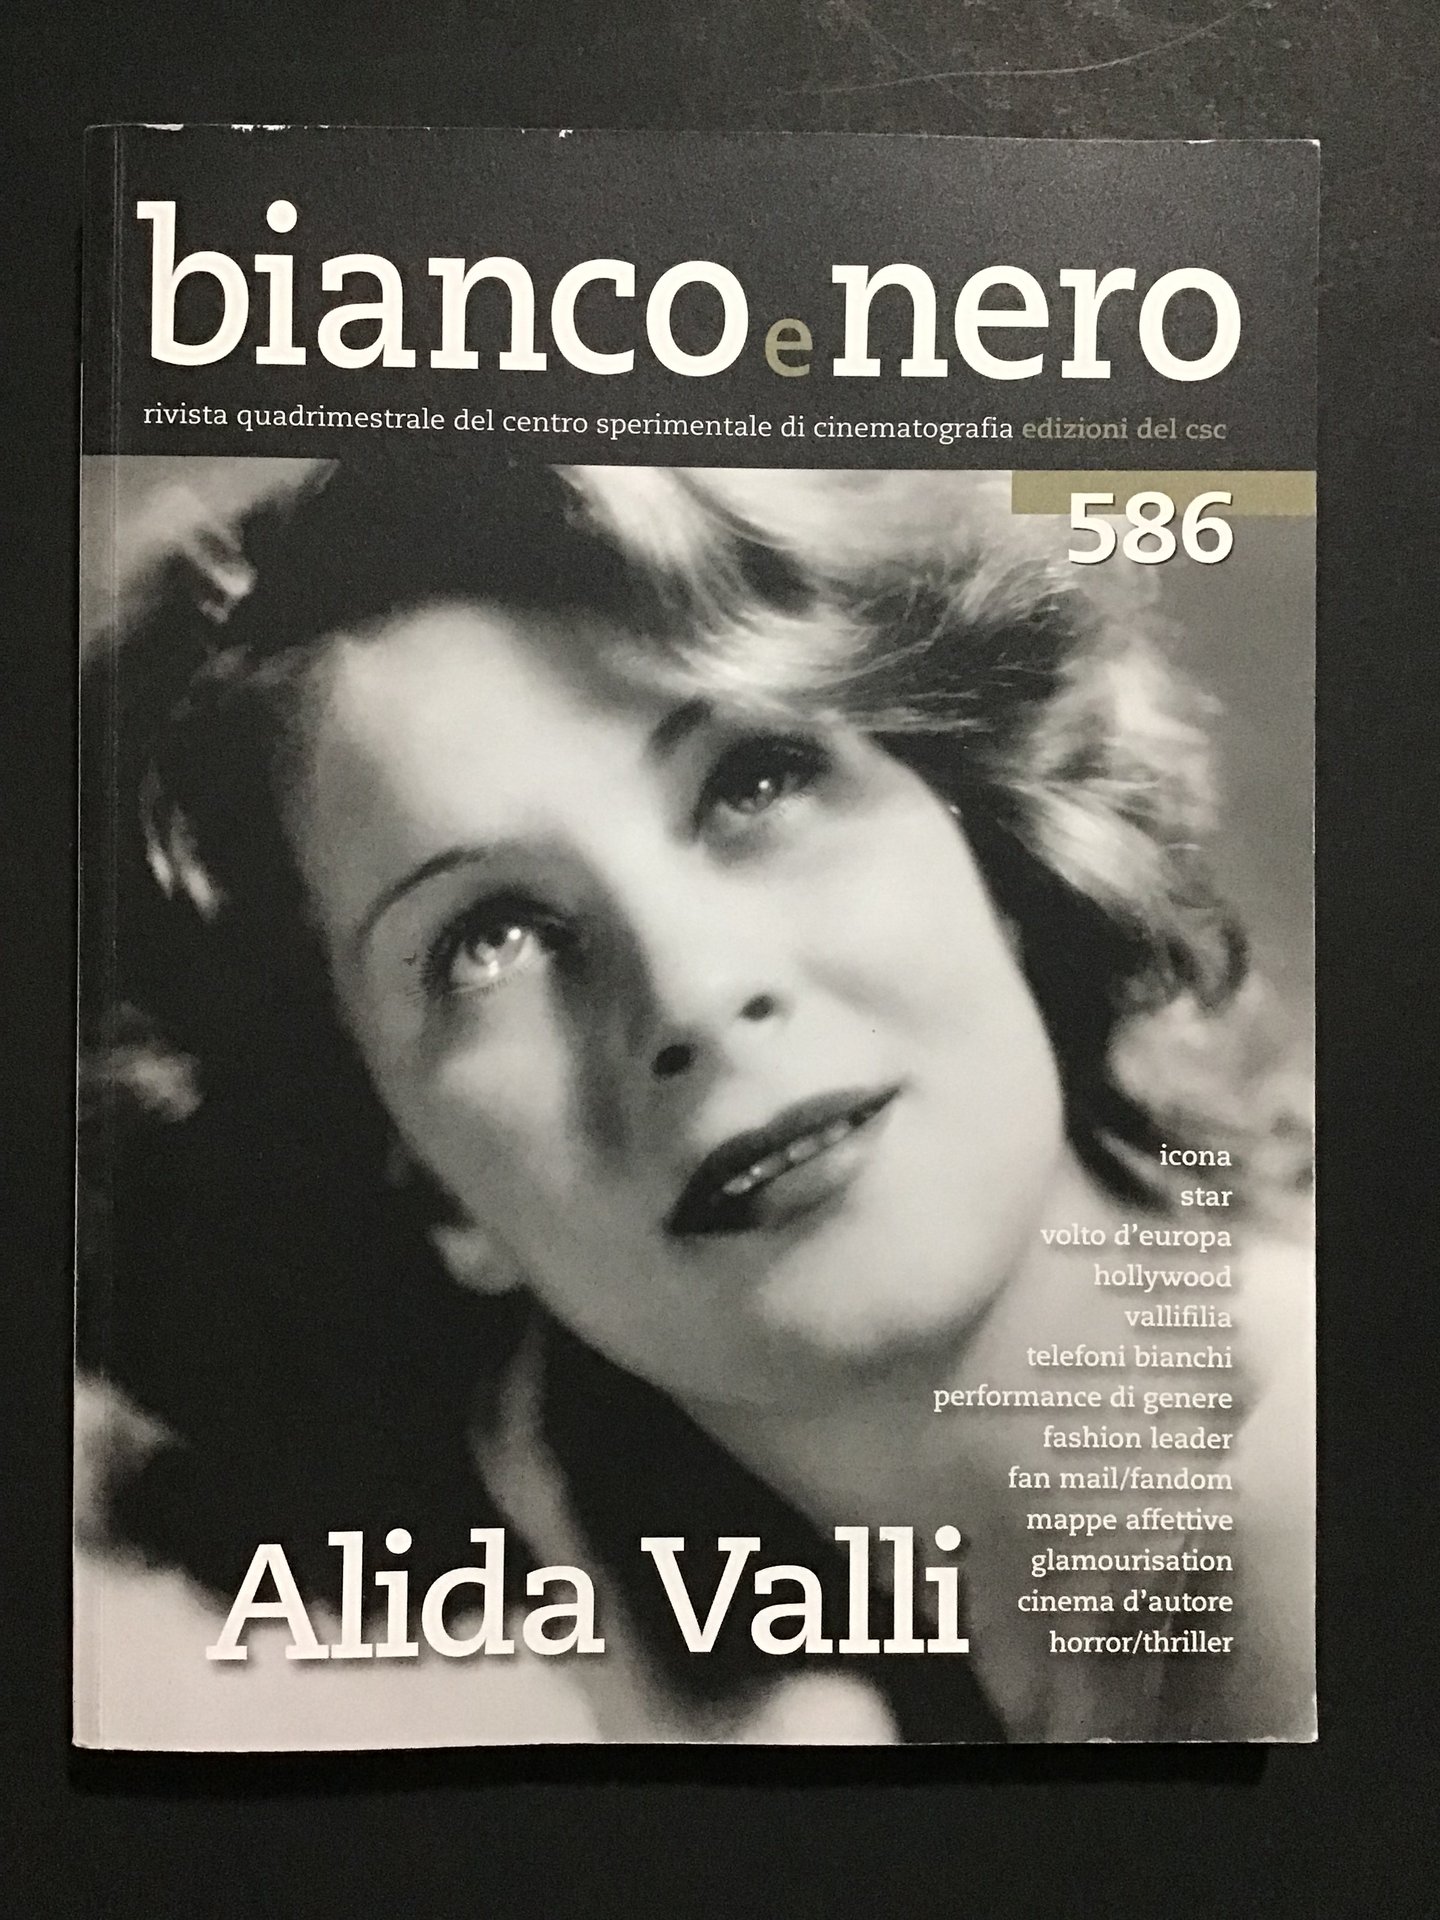 bianco e nero
rivista quadrimestrale del centro sperimentale di cinematografia edizioni del csc
586
icona
star
volto d'europa
hollywood
vallifilia
telefoni bianchi
performance di genere
fashion leader
fan mail/fandom
mappe affettive
glamourisation
cinema d'autore
horror/thriller
Alida Valli